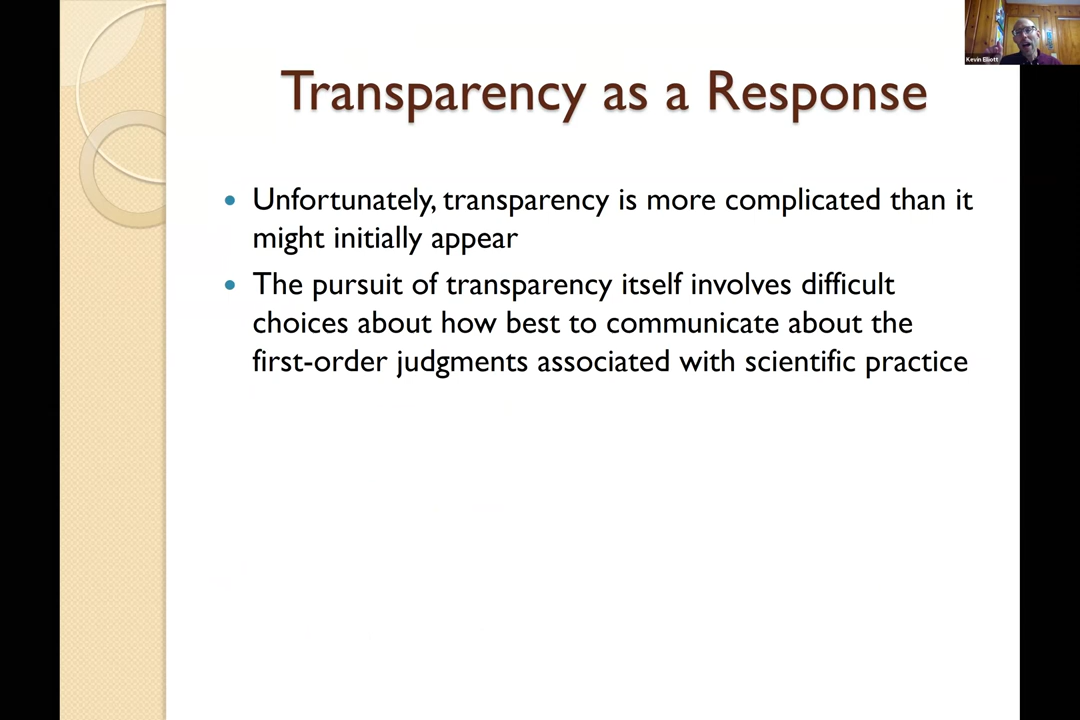 Transparency as a Response
Kevin Elliott
• Unfortunately, transparency is more complicated than it
might initially appear
• The pursuit of transparency itself involves difficult
choices about how best to communicate about the
first-order judgments associated with scientific practice